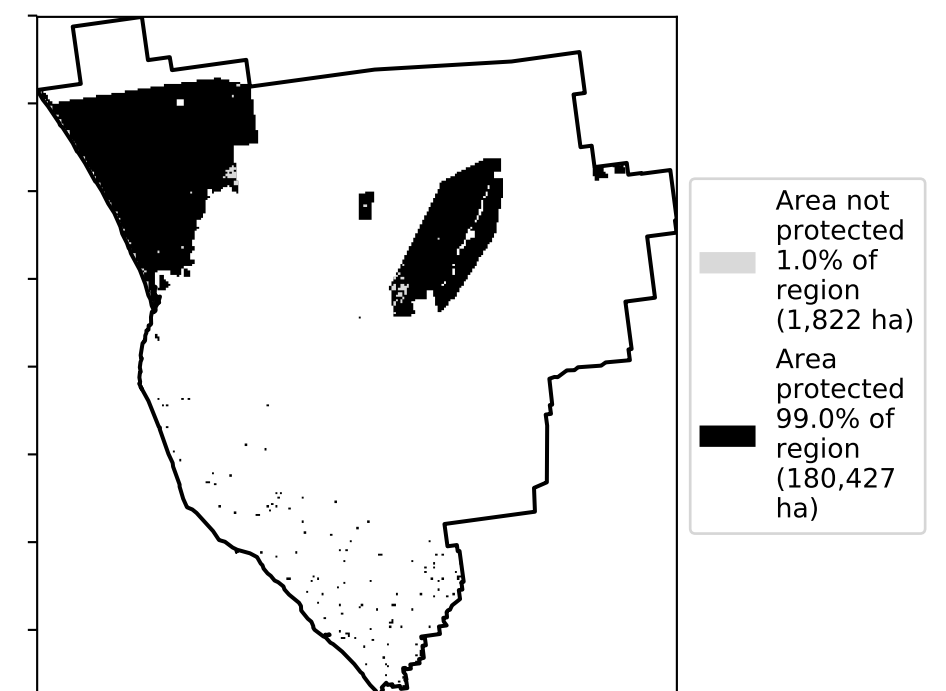 Area not
protected
1.0% of
region
(1,822 ha)
Area
protected
99.0% of
region
(180,427
ha)